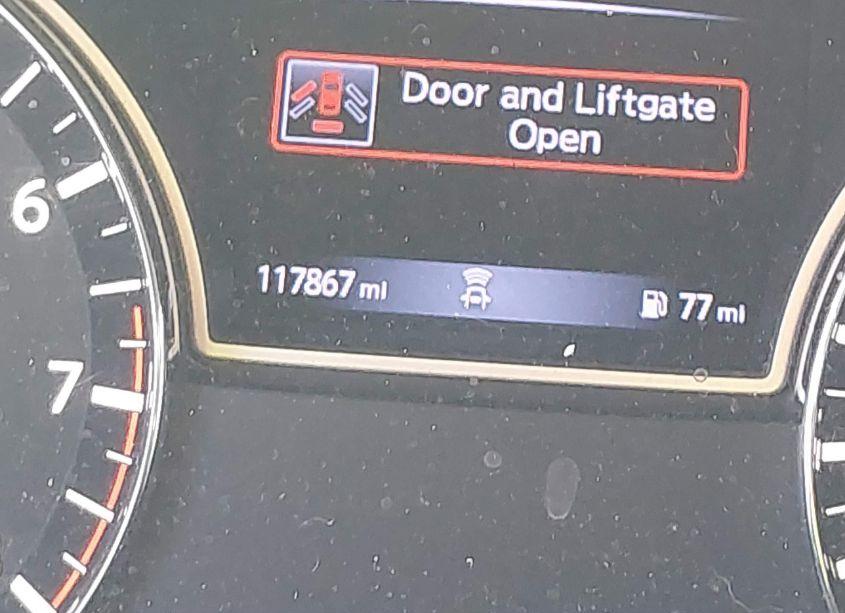 Door and Liftgate
Open
6
117867 mi 77 mi
7